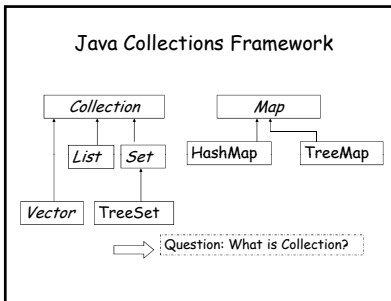 Java Collections Framework
Collection
Map
List
Set
HashMap
TreeMap
Vector
TreeSet
Question: What is Collection?